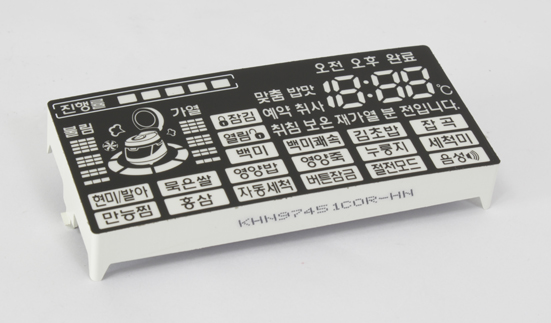 오전 오후 완료
진행률
맞춤 밥맛 18:88 ℃
불림 가열
예약 취사
취침 보온 재가열 분 전입니다.
잠김
열림 백미쾌속 김초밥 잡곡
백미 영양죽 누룽지 세척미
현미/발아 묵은쌀 영양밥 버튼잠금 절전모드 음성
만능찜 홍삼 자동세척
KHN97451COR-HN